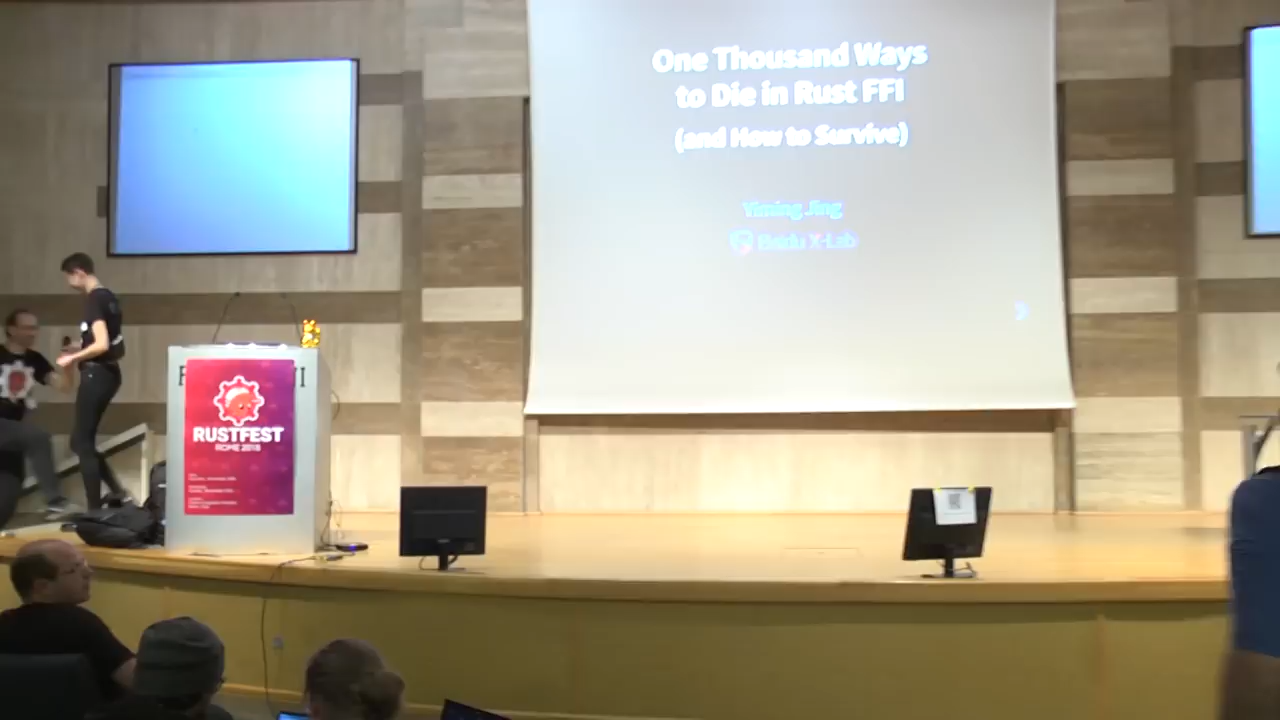 One Thousand Ways
to Die in Rust FFI
(and How to Survive)
Yiming Jing
Baidu X-Lab
RUSTFEST
ROME 2018